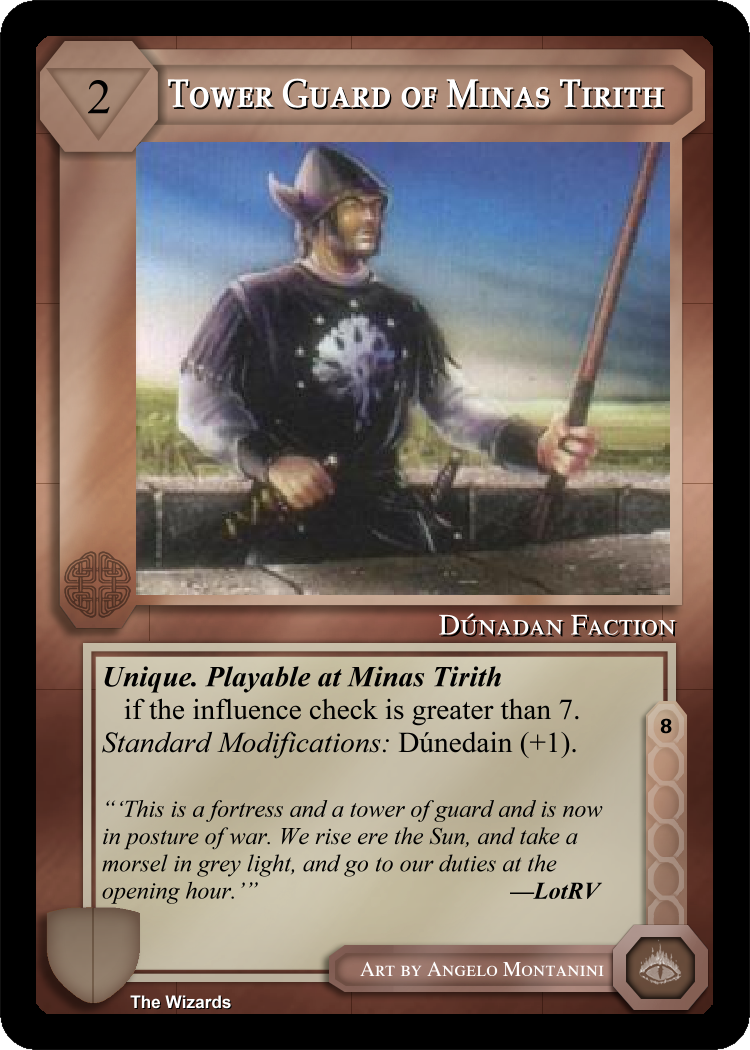 2
Tower Guard of Minas Tirith
Dúnadan Faction
Unique. Playable at Minas Tirith
if the influence check is greater than 7.
Standard Modifications: Dúnedain (+1).
8
“‘This is a fortress and a tower of guard and is now
in posture of war. We rise ere the Sun, and take a
morsel in grey light, and go to our duties at the
opening hour.’” —LotRV
Art by Angelo Montanini
The Wizards